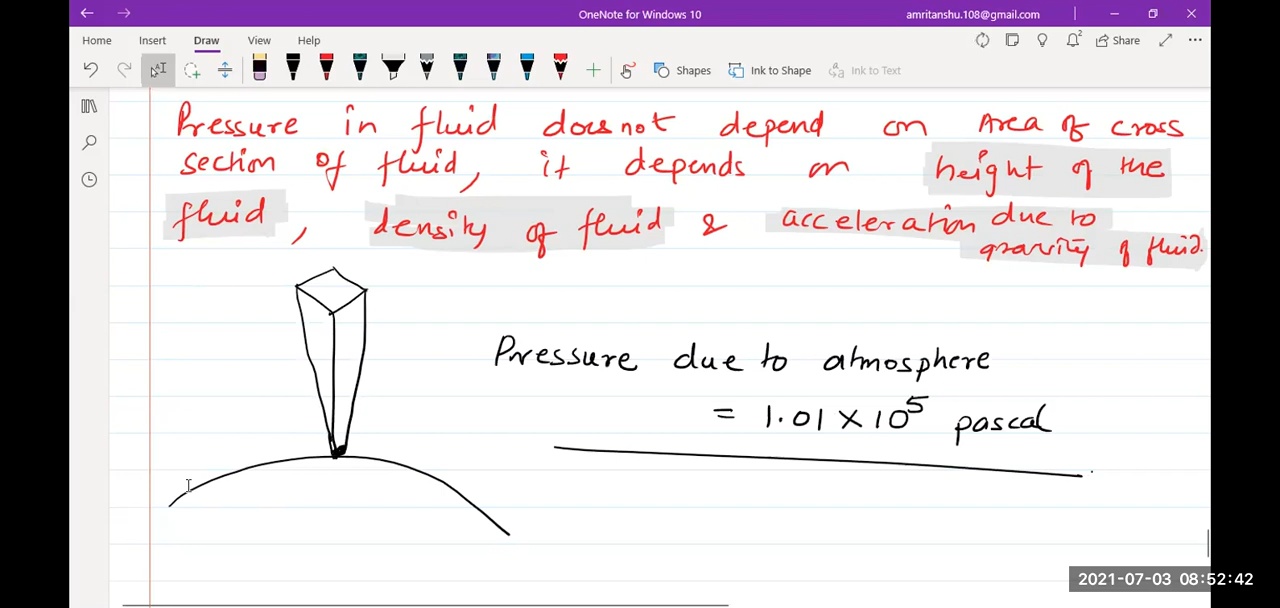 OneNote for Windows 10
amritanshu.108@gmail.com
Home Insert Draw View Help
2
Share
Shapes
Ink to Shape
Ink to Text
Pressure in fluid does not depend on Area of cross
section of fluid, it depends on height of the
fluid, density of fluid & acceleration due to
gravity of fluid.
Pressure due to atmosphere
= 1.01 × 10⁵ pascal
2021-07-03 08:52:42